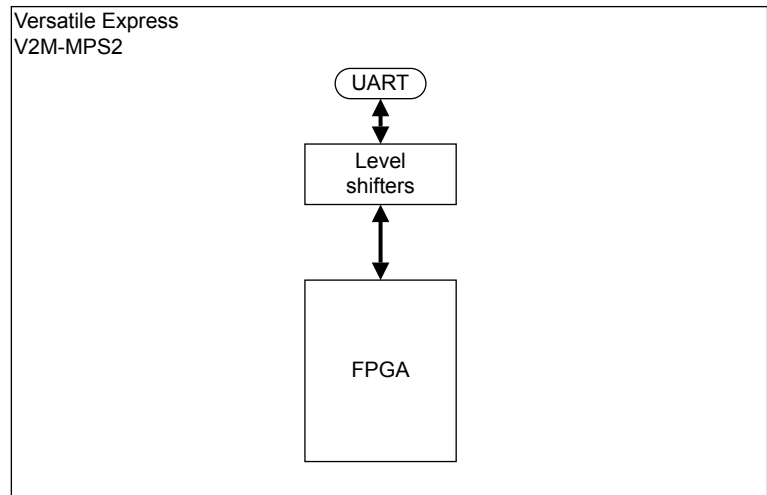 Versatile Express
V2M-MPS2
UART
Level
shifters
FPGA